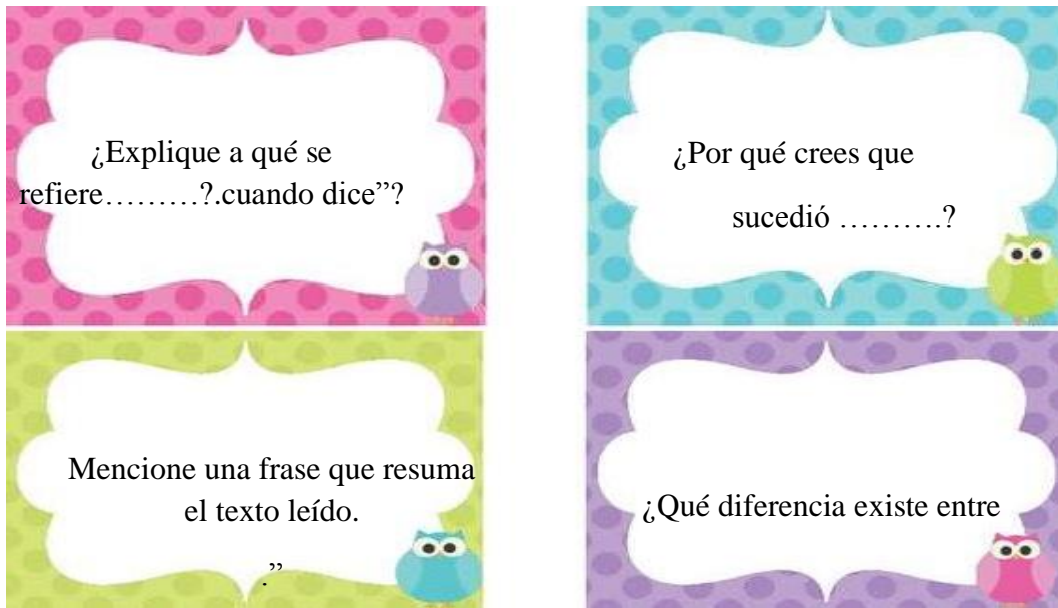 ¿Explique a qué se
refiere………?.cuando dice”?
¿Por qué crees que
sucedió ……….?
Mencione una frase que resuma
el texto leído.
.”
¿Qué diferencia existe entre